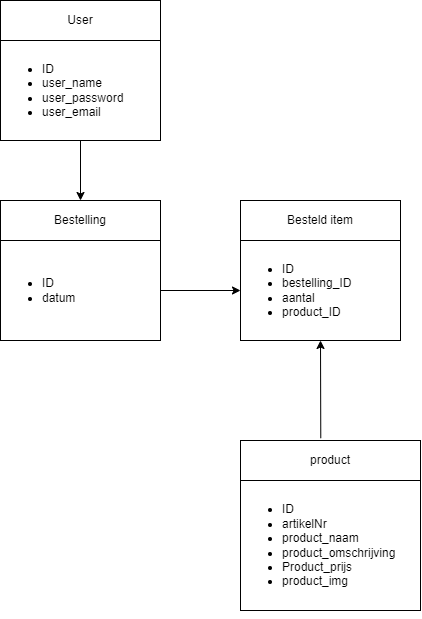 User
ID
user_name
user_password
user_email
Bestelling
ID
datum
Besteld item
ID
bestelling_ID
aantal
product_ID
product
ID
artikelNr
product_naam
product_omschrijving
Product_prijs
product_img